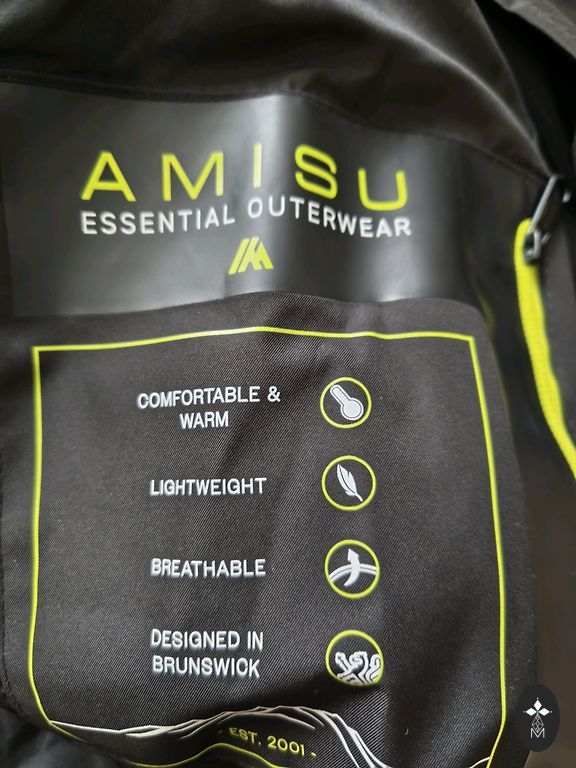 AMISU
ESSENTIAL OUTERWEAR
COMFORTABLE &
WARM
LIGHTWEIGHT
BREATHABLE
DESIGNED IN
BRUNSWICK
- EST. 2001 -